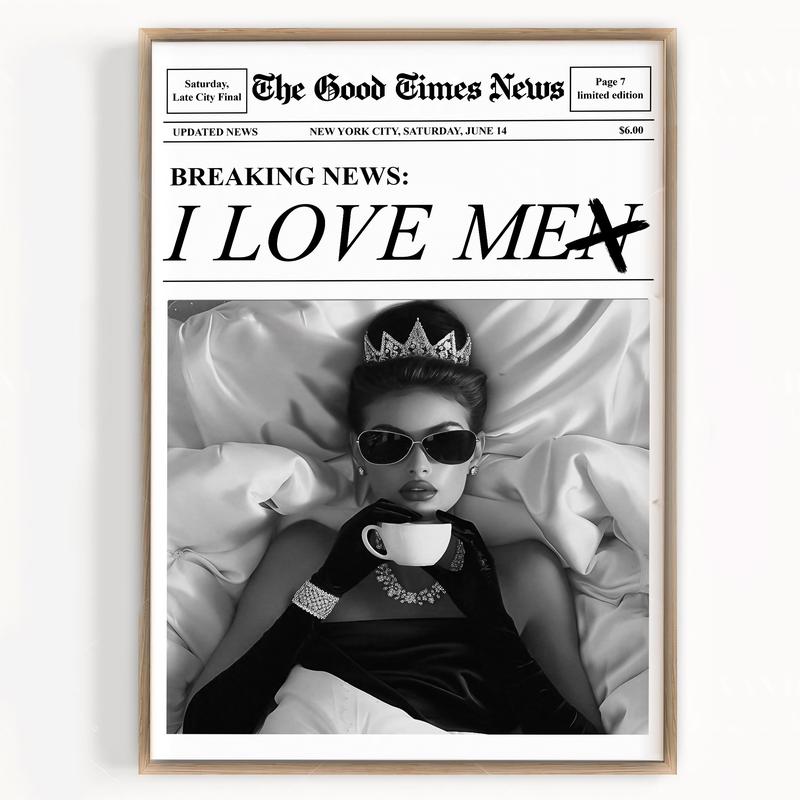 Saturday,
Late City Final
The Good Times News
Page 7
limited edition
UPDATED NEWS
NEW YORK CITY, SATURDAY, JUNE 14
$6.00
BREAKING NEWS:
I LOVE MEN